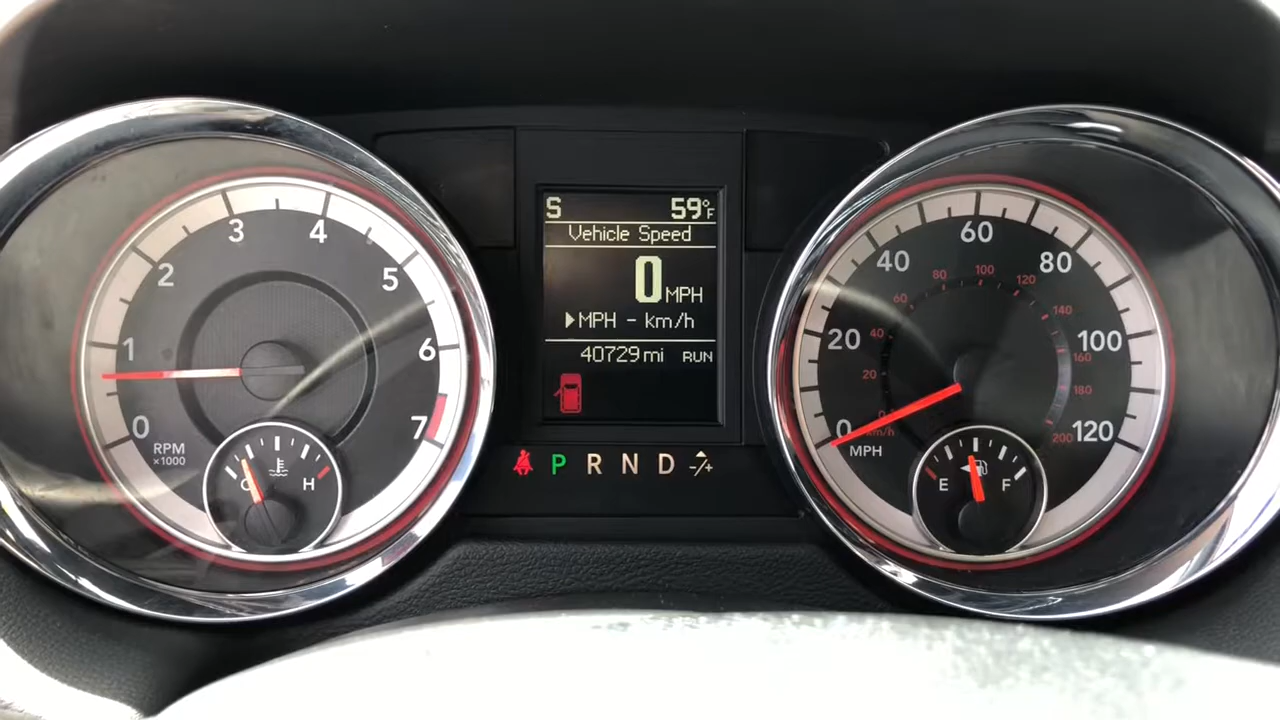 S 59°F
Vehicle Speed
0 MPH
▶MPH - km/h
40729 mi RUN
P R N D -/+
0 1 2 3 4 5 6 7
RPM
x1000
C H
0 20 40 60 80 100 120
MPH
20 40 60 80 100 120 140 160 180 200
km/h
E F